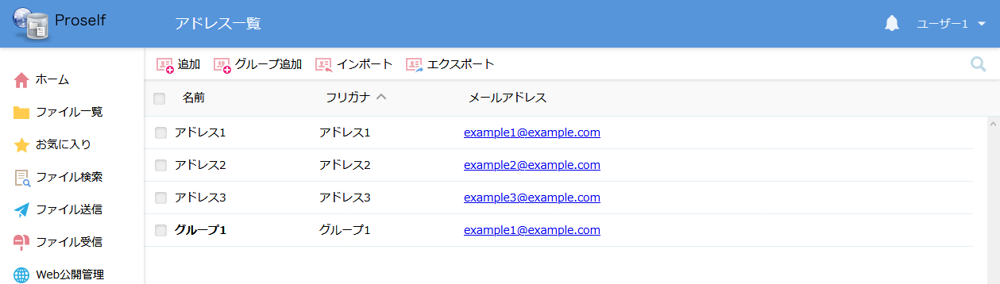 Proself
アドレス一覧
ユーザー1
追加 グループ追加 インポート エクスポート
ホーム
ファイル一覧
お気に入り
ファイル検索
ファイル送信
ファイル受信
Web公開管理
名前 フリガナ メールアドレス
アドレス1 アドレス1 example1@example.com
アドレス2 アドレス2 example2@example.com
アドレス3 アドレス3 example3@example.com
グループ1 グループ1 example1@example.com